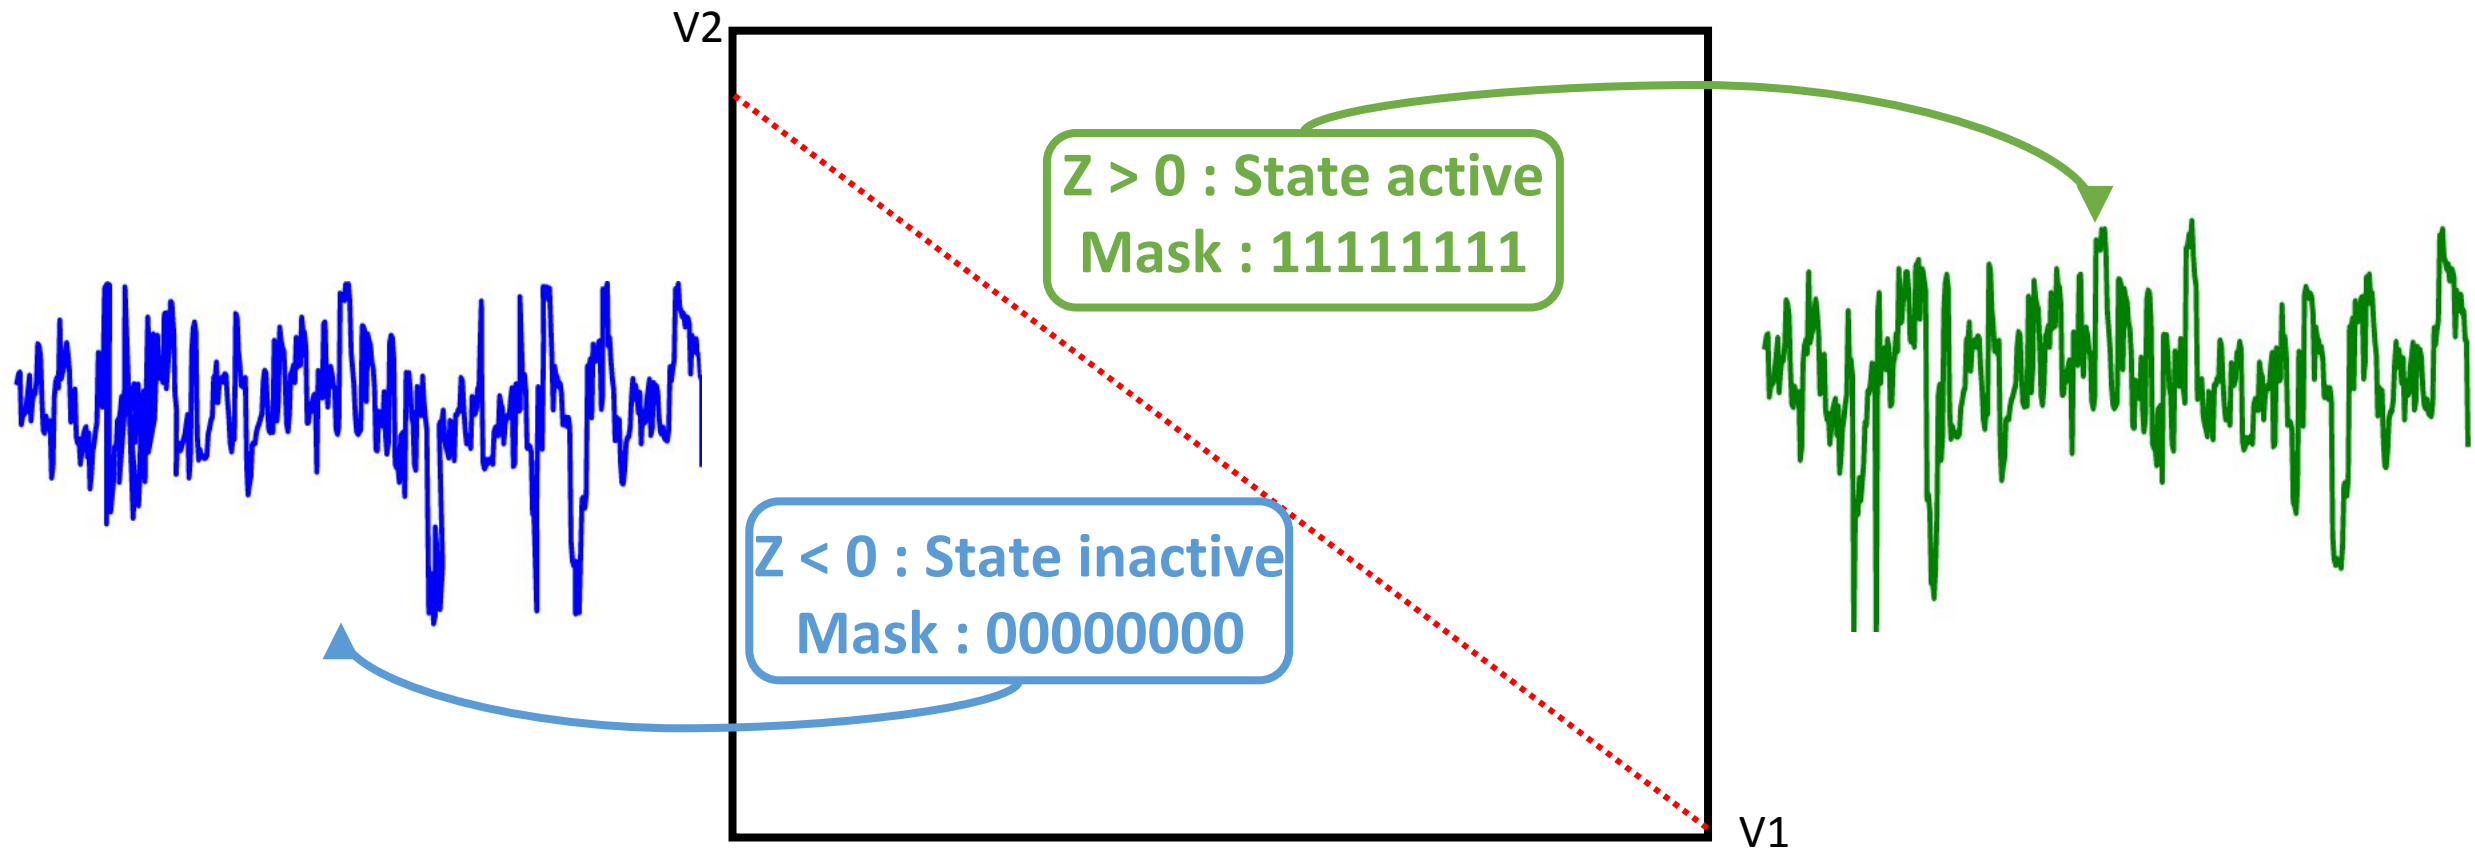 V2
Z > 0 : State active
Mask : 11111111
Z < 0 : State inactive
Mask : 00000000
V1